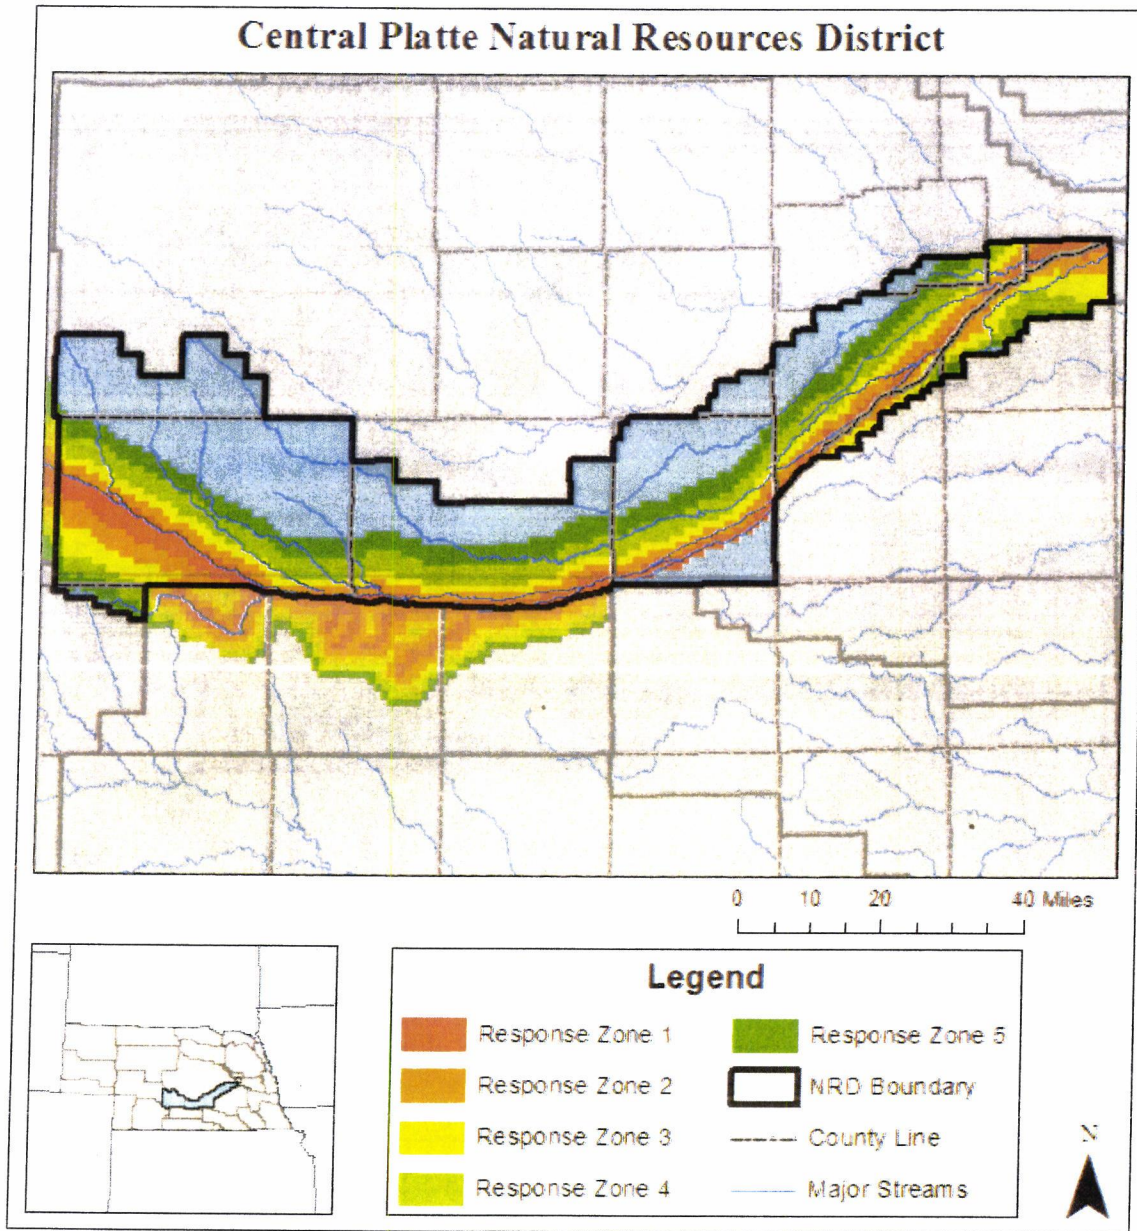 Central Platte Natural Resources District
0 10 20 40 Miles
Legend
Response Zone 1
Response Zone 2
Response Zone 3
Response Zone 4
Response Zone 5
NRD Boundary
County Line
Major Streams
N